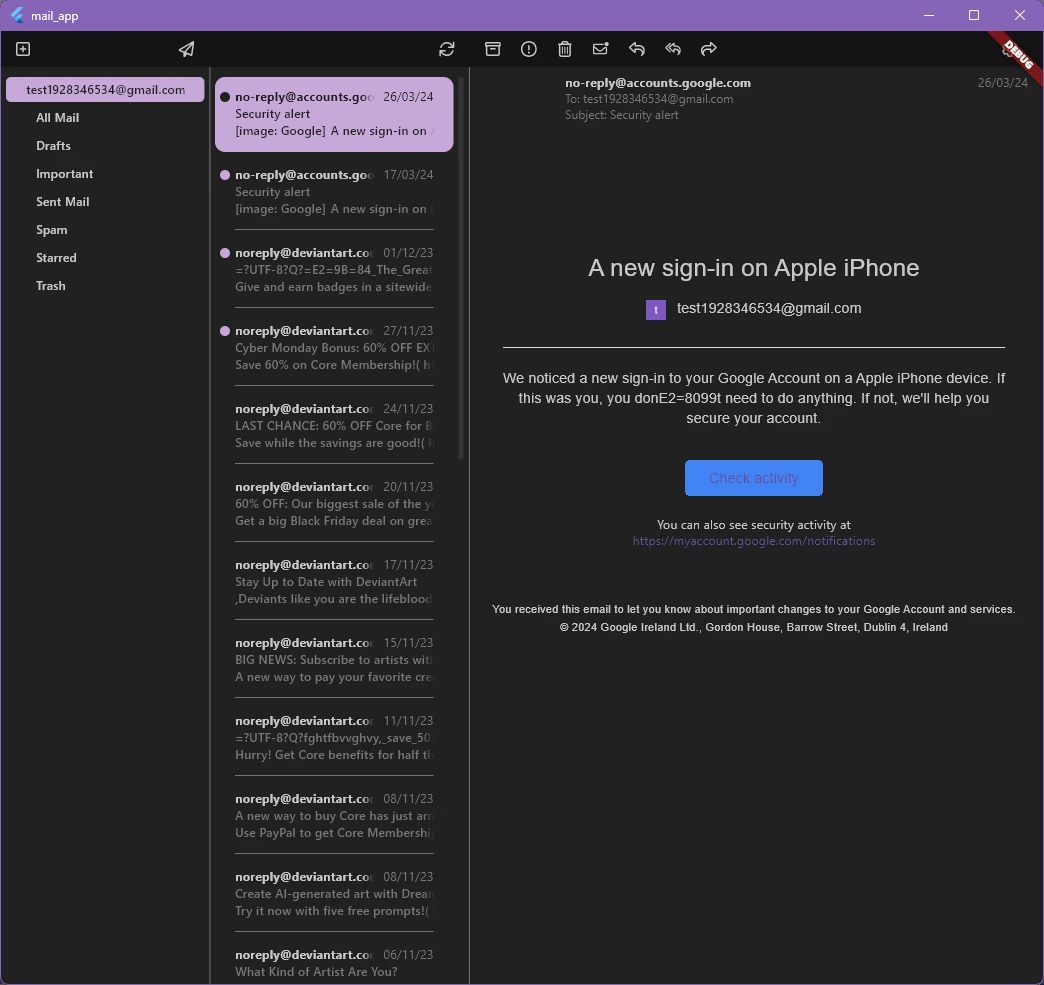 mail_app
DEBUG
test1928346534@gmail.com
All Mail
Drafts
Important
Sent Mail
Spam
Starred
Trash
no-reply@accounts.goo 26/03/24
Security alert
[image: Google] A new sign-in on
no-reply@accounts.goo 17/03/24
Security alert
[image: Google] A new sign-in on
noreply@deviantart.cor 01/12/23
=?UTF-8?Q?=E2=9B=84_The_Great
Give and earn badges in a sitewide
noreply@deviantart.cor 27/11/23
Cyber Monday Bonus: 60% OFF EXT
Save 60% on Core Membership!( ht
noreply@deviantart.cor 24/11/23
LAST CHANCE: 60% OFF Core for B
Save while the savings are good!(
noreply@deviantart.cor 20/11/23
60% OFF: Our biggest sale of the y
Get a big Black Friday deal on grea
noreply@deviantart.cor 17/11/23
Stay Up to Date with DeviantArt
,Deviants like you are the lifeblood
noreply@deviantart.cor 15/11/23
BIG NEWS: Subscribe to artists with
A new way to pay your favorite cre
noreply@deviantart.cor 11/11/23
=?UTF-8?Q?fghtfbvvghvy,_save_50
Hurry! Get Core benefits for half th
noreply@deviantart.cor 08/11/23
A new way to buy Core has just arri
Use PayPal to get Core Membershi
noreply@deviantart.cor 08/11/23
Create AI-generated art with Dream
Try it now with five free prompts!(
noreply@deviantart.cor 06/11/23
What Kind of Artist Are You?
no-reply@accounts.google.com 26/03/24
To: test1928346534@gmail.com
Subject: Security alert
A new sign-in on Apple iPhone
t test1928346534@gmail.com
We noticed a new sign-in to your Google Account on a Apple iPhone device. If
this was you, you donE2=8099t need to do anything. If not, we'll help you
secure your account.
Check activity
You can also see security activity at
https://myaccount.google.com/notifications
You received this email to let you know about important changes to your Google Account and services.
© 2024 Google Ireland Ltd., Gordon House, Barrow Street, Dublin 4, Ireland